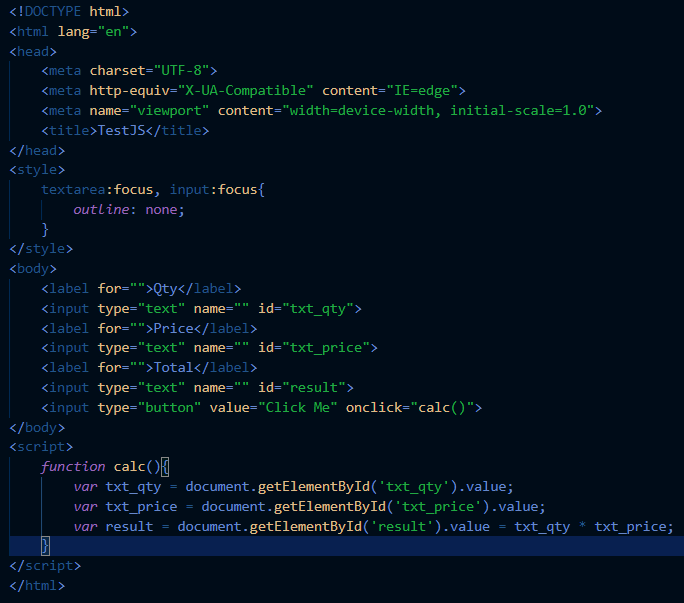 <!DOCTYPE html>
<html lang="en">
<head>
    <meta charset="UTF-8">
    <meta http-equiv="X-UA-Compatible" content="IE=edge">
    <meta name="viewport" content="width=device-width, initial-scale=1.0">
    <title>TestJS</title>
</head>
<style>
    textarea:focus, input:focus{
        outline: none;
    }
</style>
<body>
    <label for="">Qty</label>
    <input type="text" name="" id="txt_qty">
    <label for="">Price</label>
    <input type="text" name="" id="txt_price">
    <label for="">Total</label>
    <input type="text" name="" id="result">
    <input type="button" value="Click Me" onclick="calc()">
</body>
<script>
    function calc(){
        var txt_qty = document.getElementById('txt_qty').value;
        var txt_price = document.getElementById('txt_price').value;
        var result = document.getElementById('result').value = txt_qty * txt_price;
    }
</script>
</html>